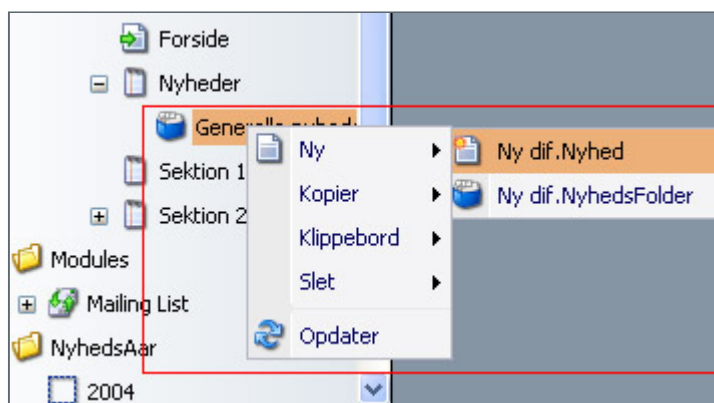 Forside
Nyheder
Generelle
Sektion 1
Sektion 2
Modules
Mailing List
NyhedsAar
2004
Ny
Kopier
Klippebord
Slet
Opdater
Ny dif.Nyhed
Ny dif.NyhedsFolder